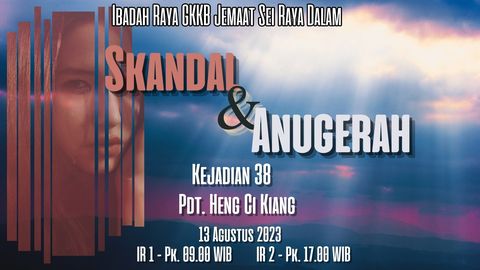 Ibadah Raya GKKB Jemaat Sei Raya Dalam
Skandal
&
Anugerah
Kejadian 38
Pdt. Heng Ci Kiang
13 Agustus 2023
IR 1 - Pk. 09.00 WIB IR 2 - Pk. 17.00 WIB